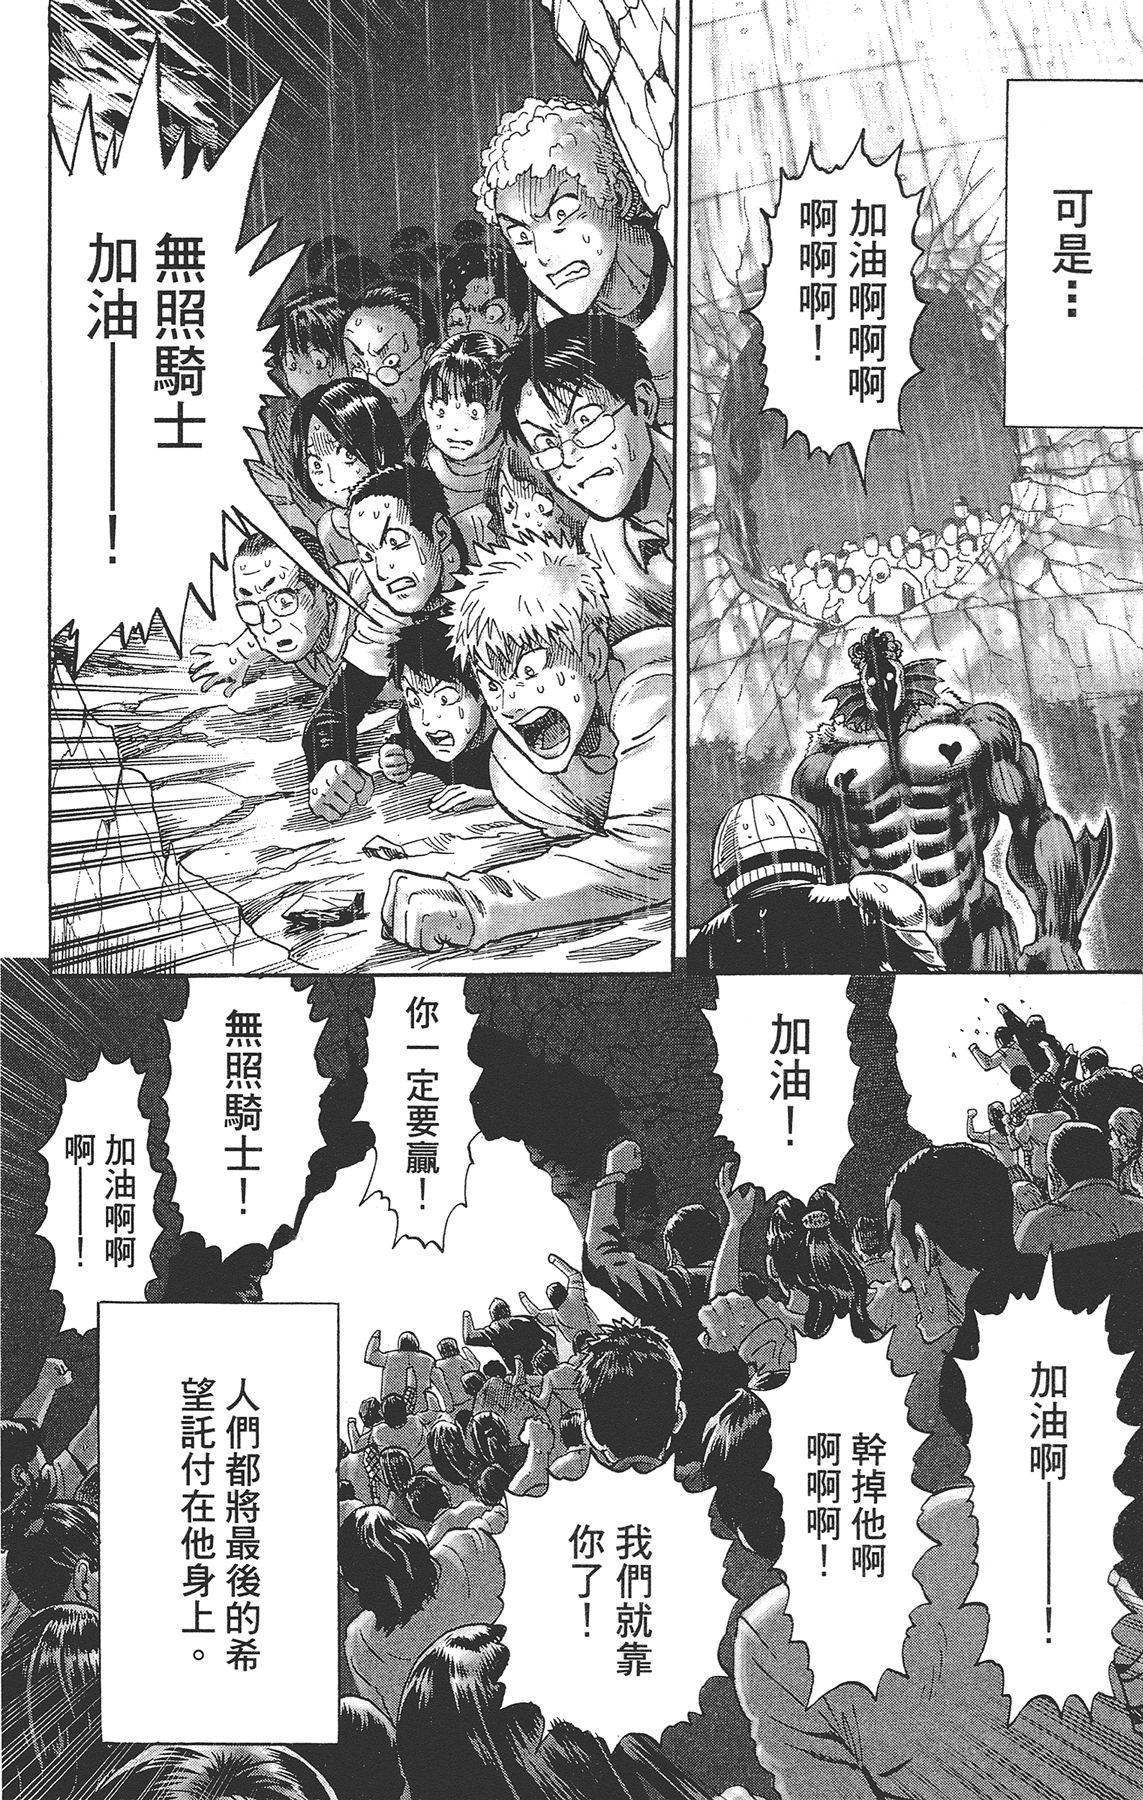 可是⋯
加油啊啊啊
啊啊啊！
無照騎士
加油——！
加油！
你一定要贏！
無照騎士！
加油啊啊
啊——！
加油啊——！
幹掉他啊
啊啊啊！
我們就靠
你了！
人們都將最後的希
望託付在他身上。